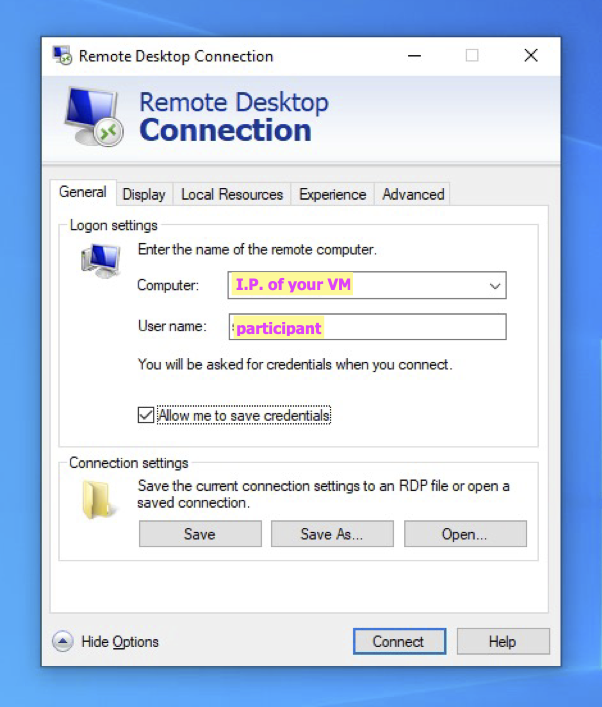 Remote Desktop Connection
Remote Desktop
Connection
General Display Local Resources Experience Advanced
Logon settings
Enter the name of the remote computer.
Computer: I.P. of your VM
User name: participant
You will be asked for credentials when you connect.
Allow me to save credentials
Connection settings
Save the current connection settings to an RDP file or open a
saved connection.
Save Save As... Open...
Hide Options Connect Help